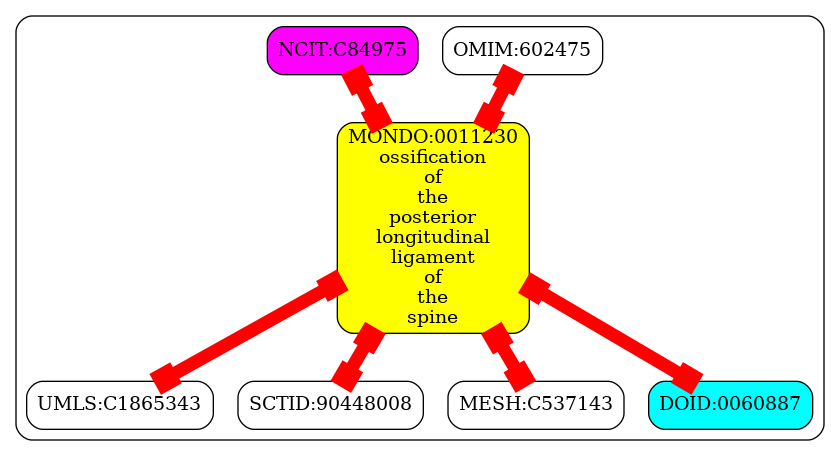 NCIT:C84975
OMIM:602475
MONDO:0011230
ossification
of
the
posterior
longitudinal
ligament
of
the
spine
UMLS:C1865343
SCTID:90448008
MESH:C537143
DOID:0060887